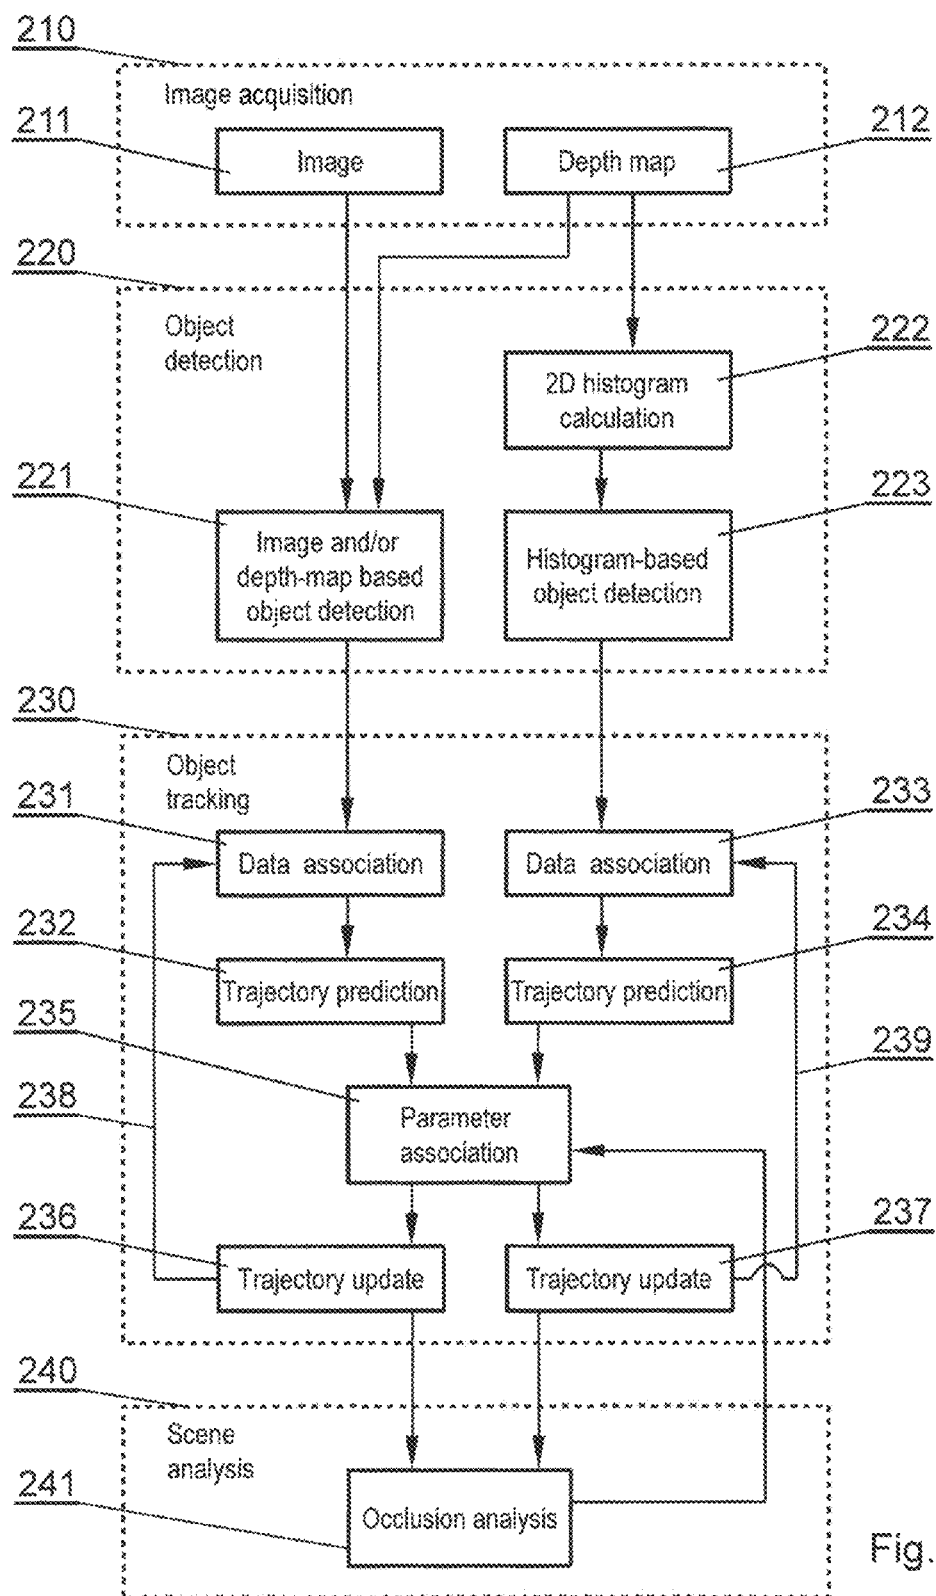 210
Image acquisition
211
212
Image
Depth map
220
Object
detection
222
2D histogram
calculation
221
223
Image and/or
depth-map based
object detection
Histogram-based
object detection
230
Object
tracking
231
233
Data association
Data association
232
234
Trajectory prediction
Trajectory prediction
235
239
238
Parameter
association
236
237
Trajectory update
Trajectory update
240
Scene
analysis
241
Occlusion analysis
Fig.